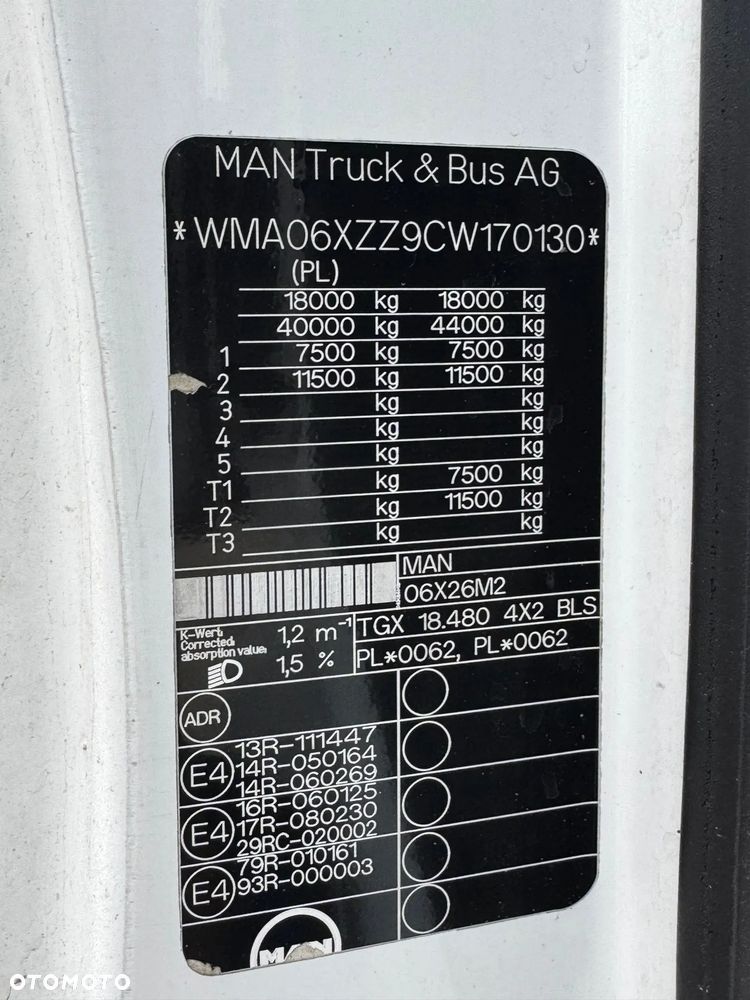 MAN Truck & Bus AG
*WMA06XZZ9CW170130*
(PL)
18000 kg 18000 kg
40000 kg 44000 kg
1 7500 kg 7500 kg
2 11500 kg 11500 kg
3 kg kg
4 kg kg
5 kg kg
T1 kg 7500 kg
T2 kg 11500 kg
T3 kg kg
MAN
06X26M2
K-Wert:
Corrected
absorption value:
1,2 m⁻¹
TGX 18.480 4X2 BLS
1,5 %
PL*0062, PL*0062
ADR
E4 13R-111447
14R-050164
14R-060269
E4 16R-060125
17R-080230
29RC-020002
E4 79R-010161
93R-000003
MAN
OTOMOTO